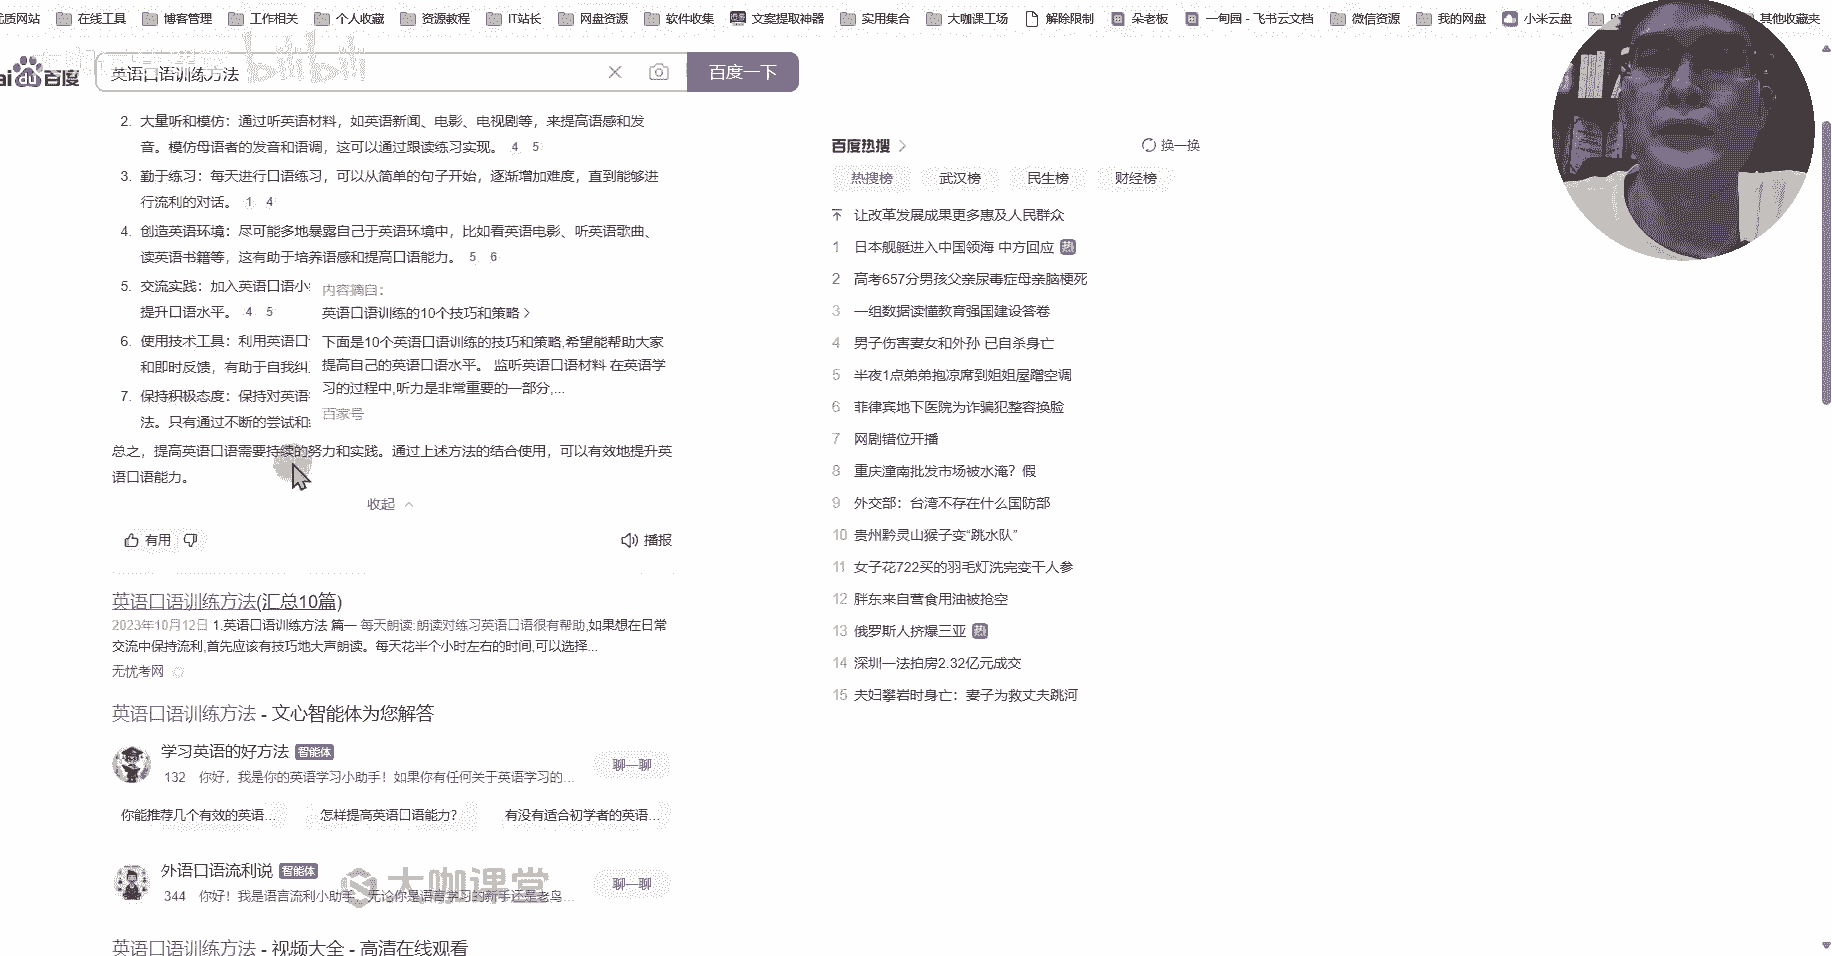 优质网站 在线工具 博客管理 工作相关 个人收藏 资源教程 IT站长 网盘资源 软件收集 文案提取神器 实用集合 大咖课工场 解除限制 朵老板 一甸园 - 飞书云文档 微信资源 我的网盘 小米云盘 其他收藏夹
bilibili
ai du 百度
英语口语训练方法
百度一下
2. 大量听和模仿：通过听英语材料，如英语新闻、电影、电视剧等，来提高语感和发
音。模仿母语者的发音和语调，这可以通过跟读练习实现。 4 5
3. 勤于练习：每天进行口语练习，可以从简单的句子开始，逐渐增加难度，直到能够进
行流利的对话。 1 4
4. 创造英语环境：尽可能多地暴露自己于英语环境中，比如看英语电影、听英语歌曲、
读英语书籍等，这有助于培养语感和提高口语能力。 5 6
5. 交流实践：加入英语口语小
提升口语水平。 4 5
6. 使用技术工具：利用英语口
和即时反馈，有助于自我纠
7. 保持积极态度：保持对英语
法。只有通过不断的尝试和
内容摘自：
英语口语训练的10个技巧和策略 >
下面是10个英语口语训练的技巧和策略,希望能帮助大家
提高自己的英语口语水平。 监听英语口语材料 在英语学
习的过程中,听力是非常重要的一部分,...
百家号
总之，提高英语口语需要持续的努力和实践。通过上述方法的结合使用，可以有效地提升英
语口语能力。
收起
有用
播报
英语口语训练方法(汇总10篇)
2023年10月12日 1.英语口语训练方法 篇一 每天朗读:朗读对练习英语口语很有帮助,如果想在日常
交流中保持流利,首先应该有技巧地大声朗读。每天花半个小时左右的时间,可以选择...
无忧考网
英语口语训练方法 - 文心智能体为您解答
学习英语的好方法 智能体
132 你好，我是你的英语学习小助手！如果你有任何关于英语学习的...
聊一聊
你能推荐几个有效的英语... 怎样提高英语口语能力？ 有没有适合初学者的英语...
外语口语流利说 智能体
344 你好！我是语言流利小助手，无论你是语言学习的新手还是老鸟...
聊一聊
大咖课堂
英语口语训练方法 - 视频大全 - 高清在线观看
百度热搜 >
换一换
热搜榜 武汉榜 民生榜 财经榜
让改革发展成果更多惠及人民群众
1 日本舰艇进入中国领海 中方回应 热
2 高考657分男孩父亲尿毒症母亲脑梗死
3 一组数据读懂教育强国建设答卷
4 男子伤害妻女和外孙 已自杀身亡
5 半夜1点弟弟抱凉席到姐姐屋蹭空调
6 菲律宾地下医院为诈骗犯整容换脸
7 网剧错位开播
8 重庆潼南批发市场被水淹？假
9 外交部：台湾不存在什么国防部
10 贵州黔灵山猴子变“跳水队”
11 女子花722买的羽毛灯洗完变千人参
12 胖东来自营食用油被抢空
13 俄罗斯人挤爆三亚 热
14 深圳一法拍房2.32亿元成交
15 夫妇攀岩时身亡：妻子为救丈夫跳河